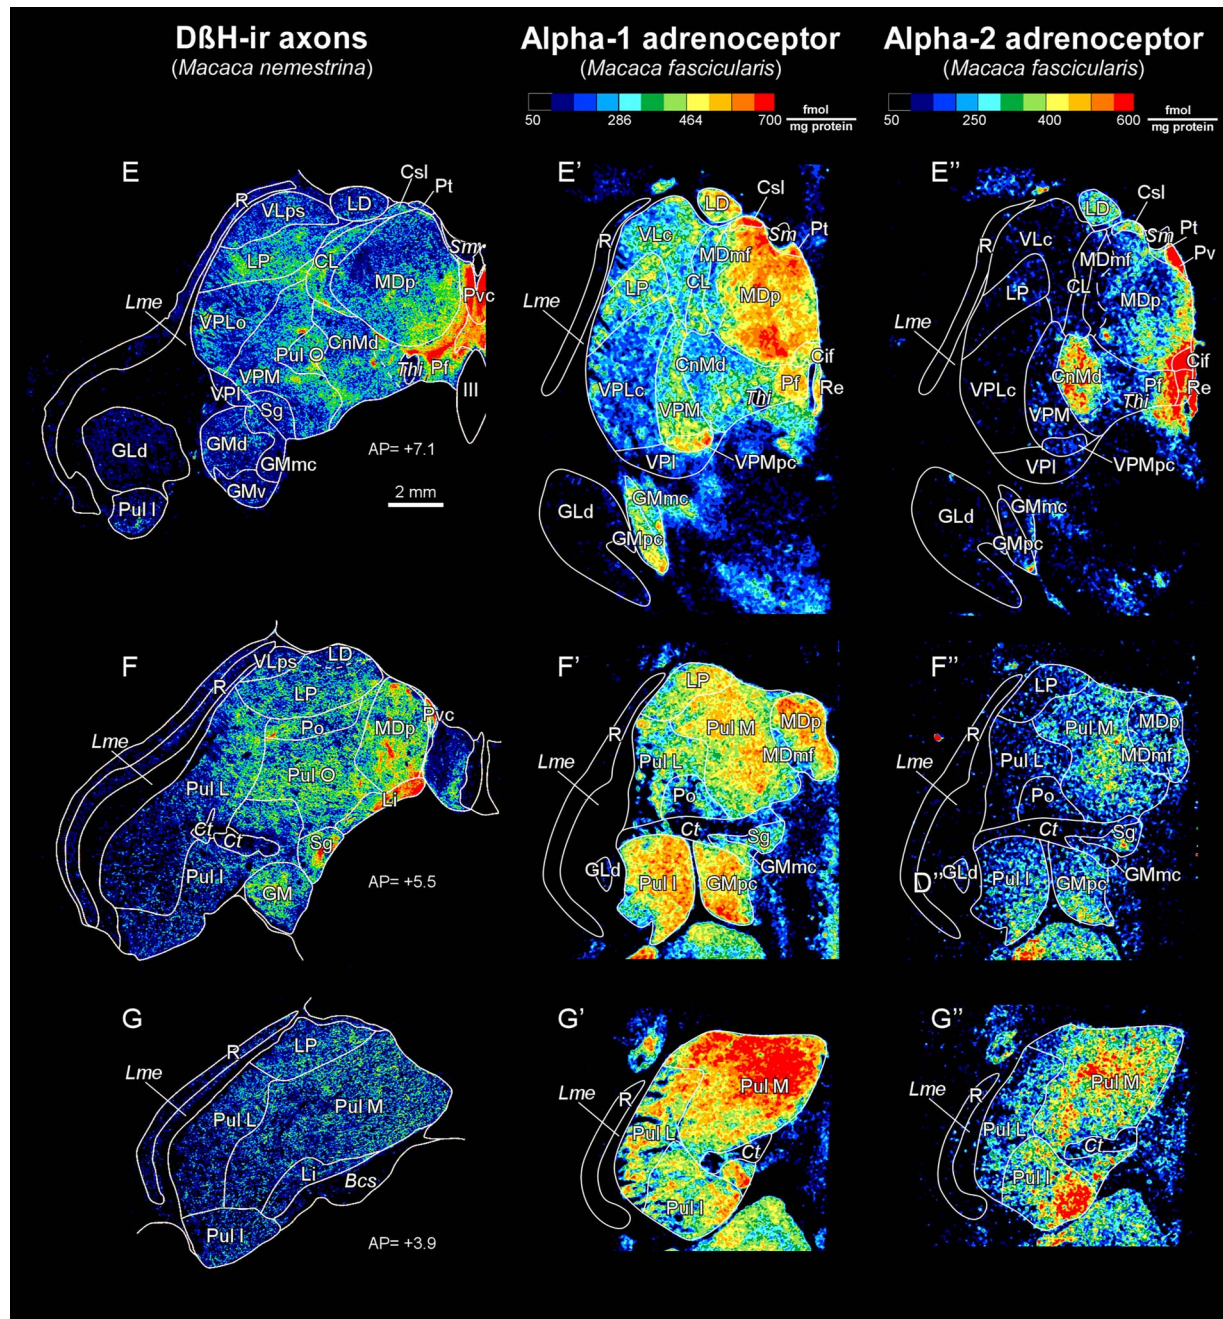 DßH-ir axons
(Macaca nemestrina)
Alpha-1 adrenoceptor
(Macaca fascicularis)
50 286 464 700 fmol
mg protein
Alpha-2 adrenoceptor
(Macaca fascicularis)
50 250 400 600 fmol
mg protein
E
R
VLps
LD
Csl
Pt
LP
CL
MDp
Smr
Pvc
Lme
VPLo
Pul O
CnMd
Thi
Pf
III
VPM
VPI
Sg
GLd
GMd
GMmc
GMv
Pul I
AP= +7.1
2 mm
E’
R
VLc
LD
Csl
Sm
Pt
MDmf
LP
CL
MDp
Lme
CnMd
Cif
VPLc
Pf
Re
Thi
VPM
VPI
VPMpc
GLd
GMmc
GMpc
E’’
R
VLc
LD
Csl
Sm
Pt
Pv
MDmf
LP
CL
MDp
Lme
Cif
VPLc
CnMd
Pf
Re
Thi
VPM
VPI
VPMpc
GLd
GMmc
GMpc
F
VLps
LD
R
LP
Pvc
MDp
Lme
Po
Pul L
Pul O
Li
Ct
Ct
Sg
Pul I
GM
AP= +5.5
F’
LP
R
Pul M
MDp
Lme
Pul L
MDmf
Po
Ct
Sg
GLd
Pul I
GMpc
GMmc
F’’
LP
R
Pul M
MDp
Lme
Pul L
MDmf
Po
Ct
Sg
D’’
GLd
Pul I
GMpc
GMmc
G
R
LP
Lme
Pul L
Pul M
Li
Bcs
Pul I
AP= +3.9
G’
Lme
R
Pul M
Pul L
Ct
Pul I
G’’
Lme
R
Pul M
Pul L
Ct
Pul I